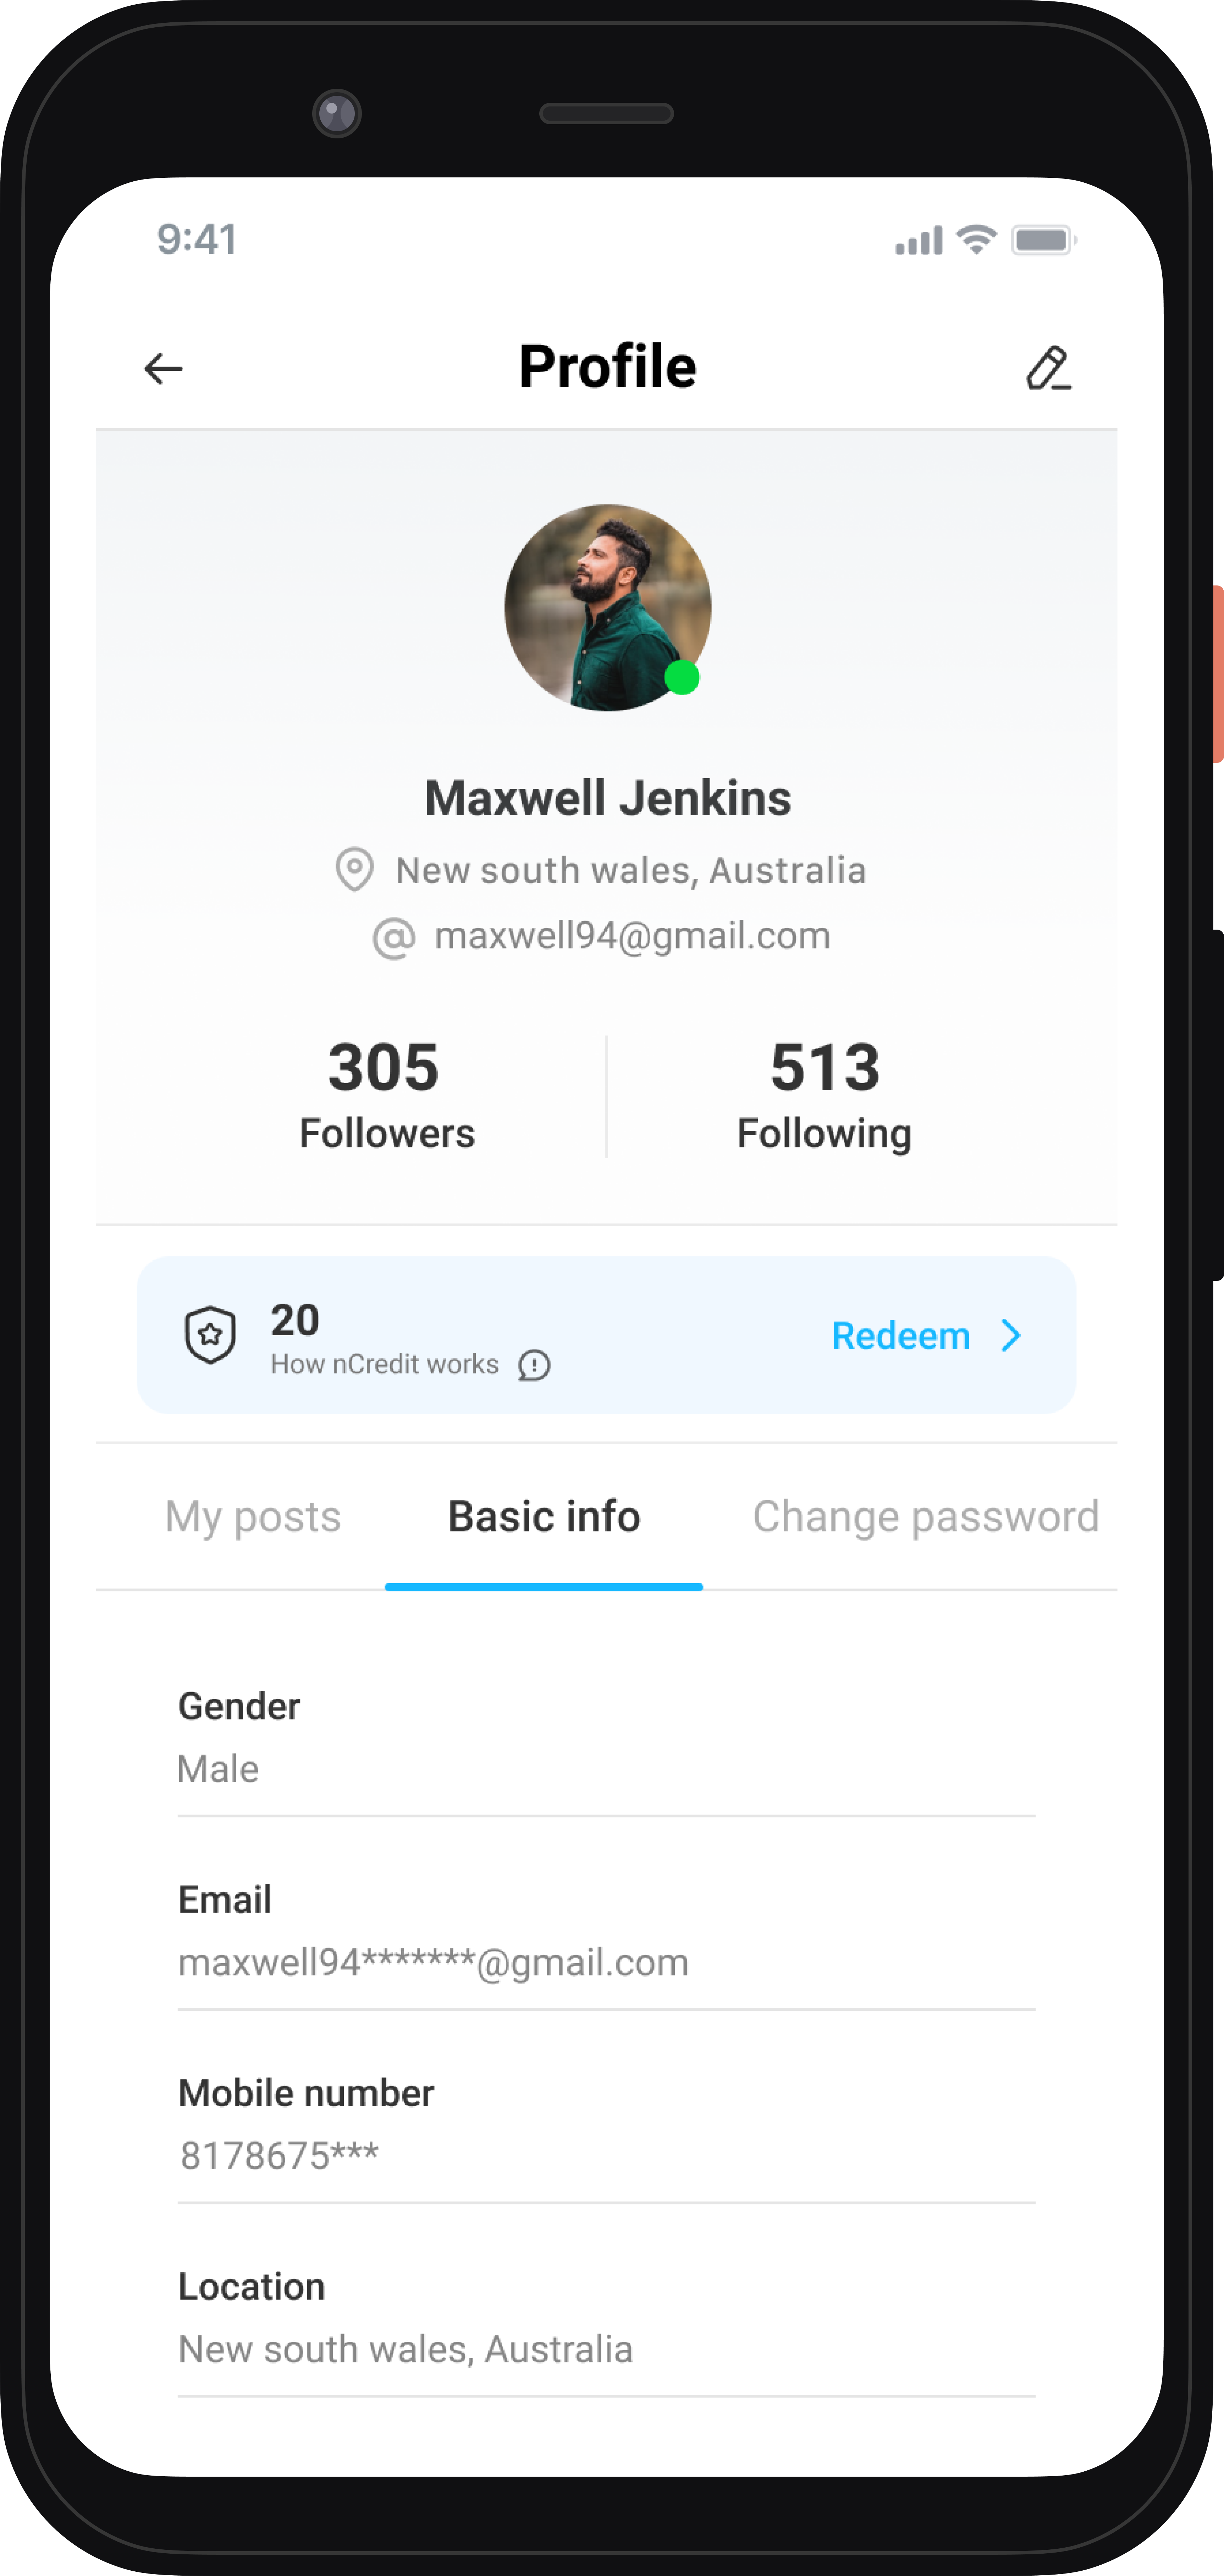 9:41
Profile
Maxwell Jenkins
New south wales, Australia
maxwell94@gmail.com
305
Followers
513
Following
20
How nCredit works
Redeem
My posts
Basic info
Change password
Gender
Male
Email
maxwell94*******@gmail.com
Mobile number
8178675***
Location
New south wales, Australia